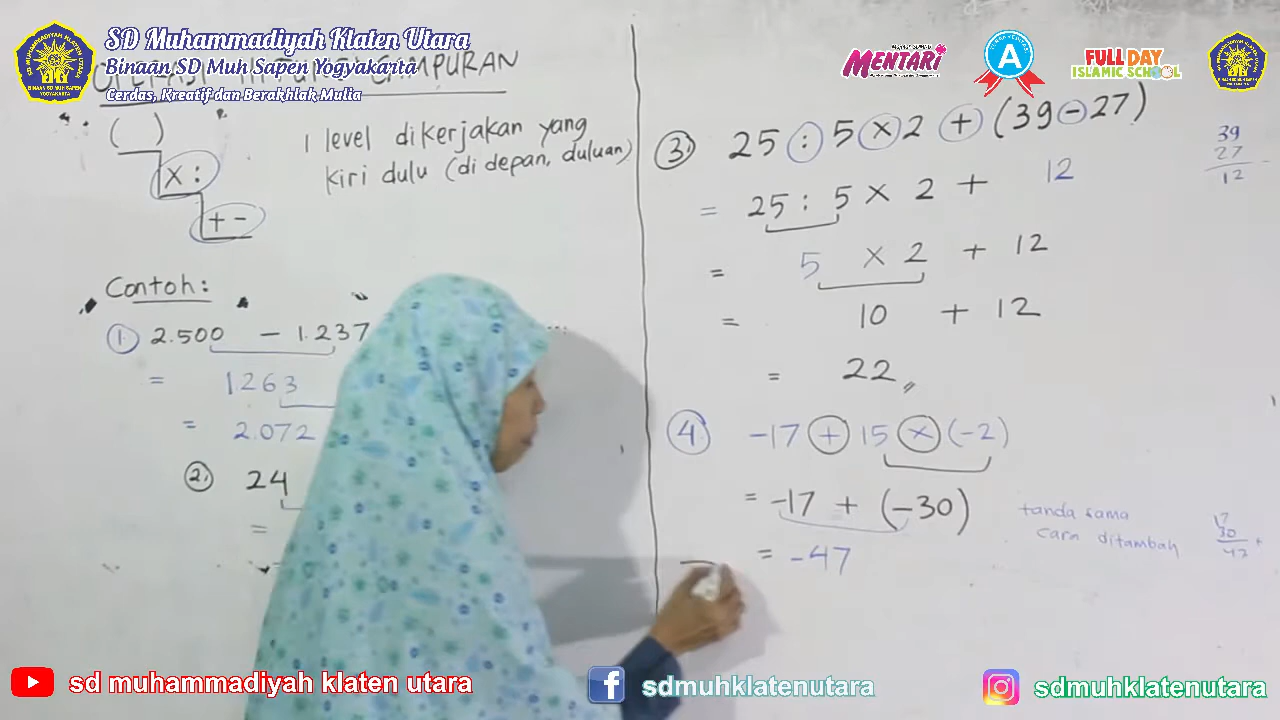 SD Muhammadiyah Klaten Utara
Binaan SD Muh Sapen Yogyakarta
Cerdas, Kreatif dan Berakhlak Mulia
MENTARI
A
FULL DAY
ISLAMIC SCHOOL
CAMPURAN
( )
× :
+ -
1 level dikerjakan yang
kiri dulu (di depan, duluan)
Contoh:
1. 2.500 - 1.237
= 1263
= 2.072
2. 24
=
3. 25 : 5 × 2 + (39 - 27)
= 25 : 5 × 2 + 12
= 5 × 2 + 12
= 10 + 12
= 22 //
39
27 -
12
4. -17 + 15 × (-2)
= -17 + (-30)
= -47
tanda sama
cara ditambah
17
30 +
47
sd muhammadiyah klaten utara
sdmuhklatenutara
sdmuhklatenutara